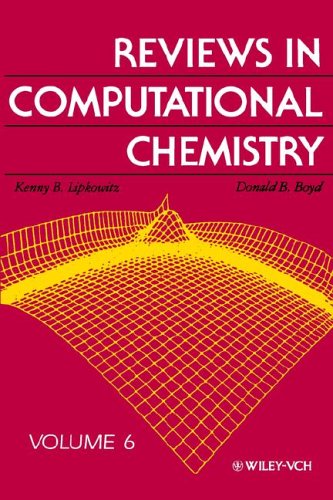 REVIEWS IN
COMPUTATIONAL
CHEMISTRY
Kenny B. Lipkowitz Donald B. Boyd
VOLUME 6
WILEY-VCH